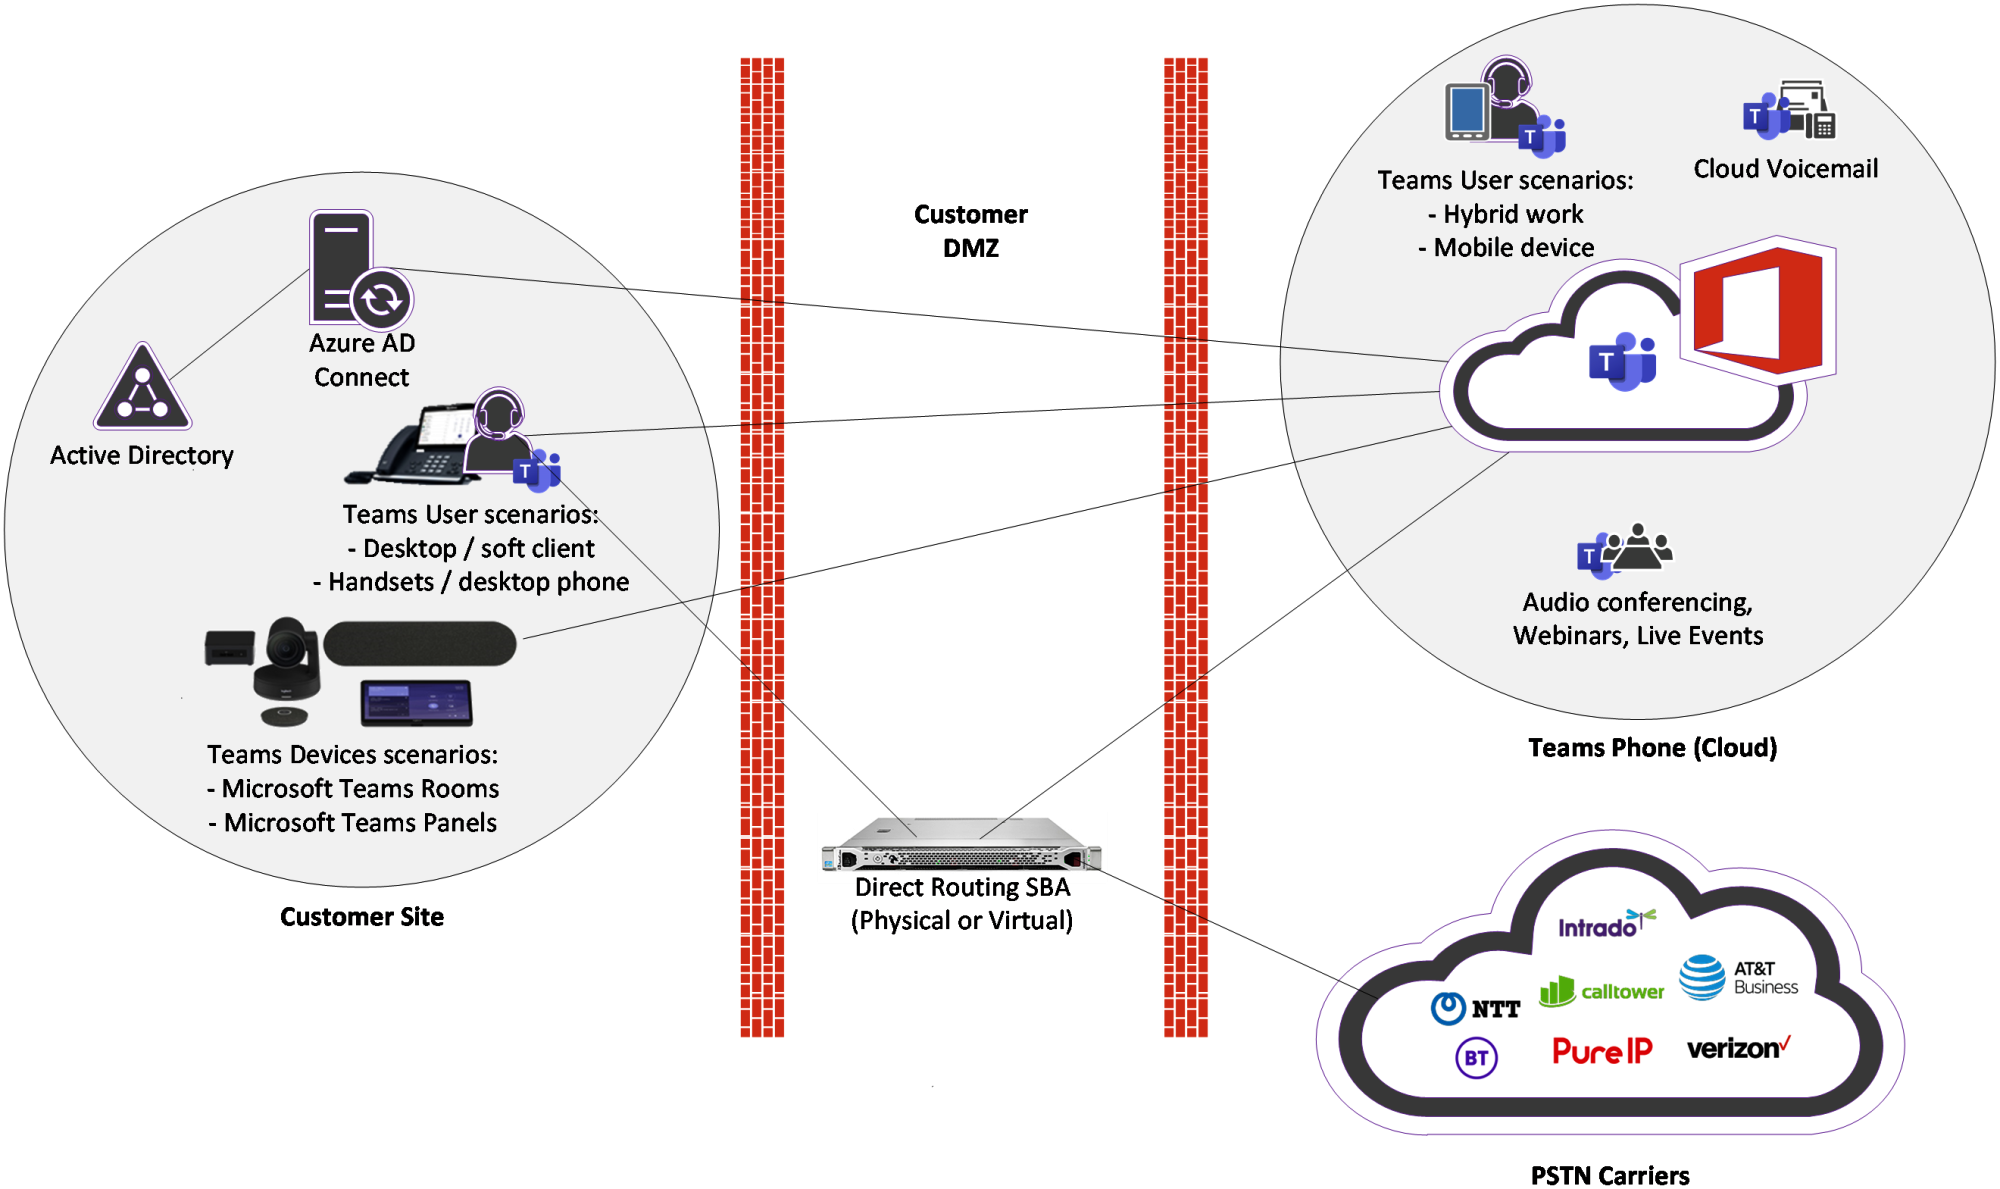 Customer
DMZ
Teams User scenarios:
- Hybrid work
- Mobile device
T
T
Cloud Voicemail
T
T
Audio conferencing,
Webinars, Live Events
Teams Phone (Cloud)
Azure AD
Connect
Active Directory
T
Teams User scenarios:
- Desktop / soft client
- Handsets / desktop phone
Teams Devices scenarios:
- Microsoft Teams Rooms
- Microsoft Teams Panels
Customer Site
Direct Routing SBA
(Physical or Virtual)
Intrado
AT&T
Business
calltower
NTT
BT
PureIP
verizon
PSTN Carriers